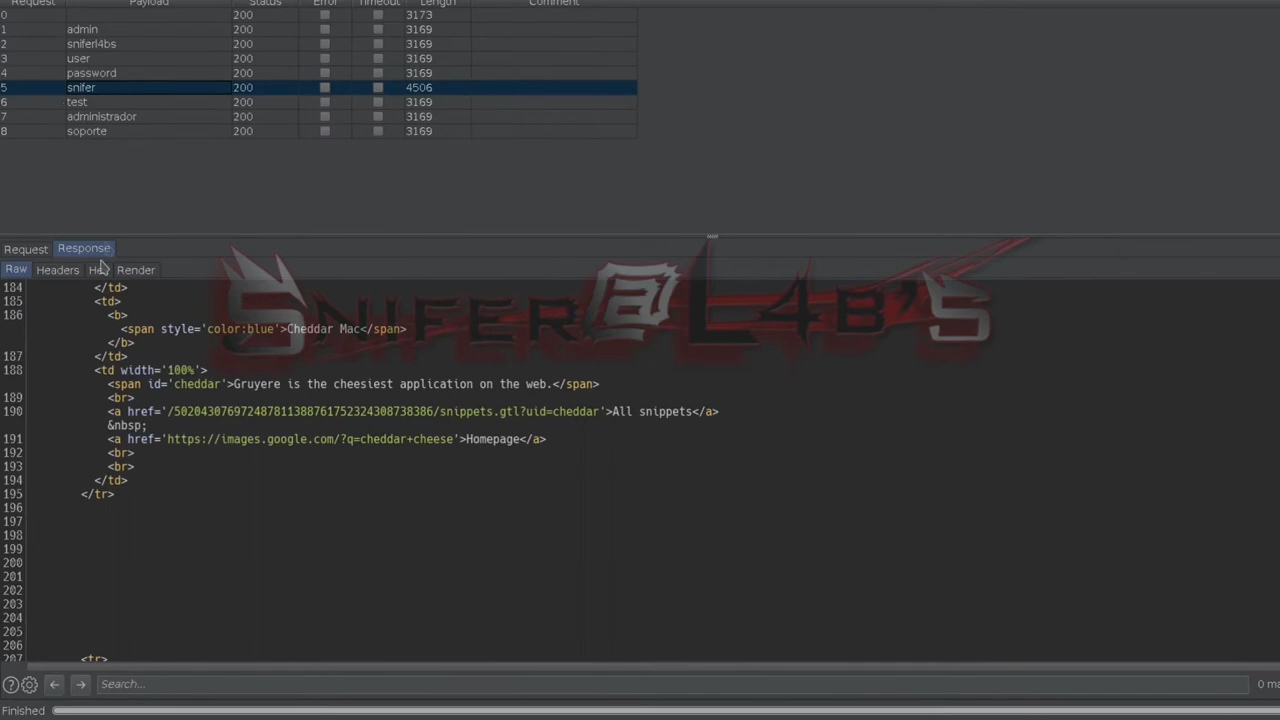 Request Payload Status Error Timeout Length Comment
0 200 3173
1 admin 200 3169
2 sniferl4bs 200 3169
3 user 200 3169
4 password 200 3169
5 snifer 200 4506
6 test 200 3169
7 administrador 200 3169
8 soporte 200 3169
Request Response
Raw Headers Hex Render
SNIFER@L4B'S
184 </td>
185 <td>
186 <b>
<span style='color:blue'>Cheddar Mac</span>
</b>
187 </td>
188 <td width='100%'>
<span id='cheddar'>Gruyere is the cheesiest application on the web.</span>
189 <br>
190 <a href='/502043076972487811388761752324308738386/snippets.gtl?uid=cheddar'>All snippets</a>
&nbsp;
191 <a href='https://images.google.com/?q=cheddar+cheese'>Homepage</a>
192 <br>
193 <br>
194 </td>
195 </tr>
196
197
198
199
200
201
202
203
204
205
206
207 <tr>
? Search... 0 ma
Finished